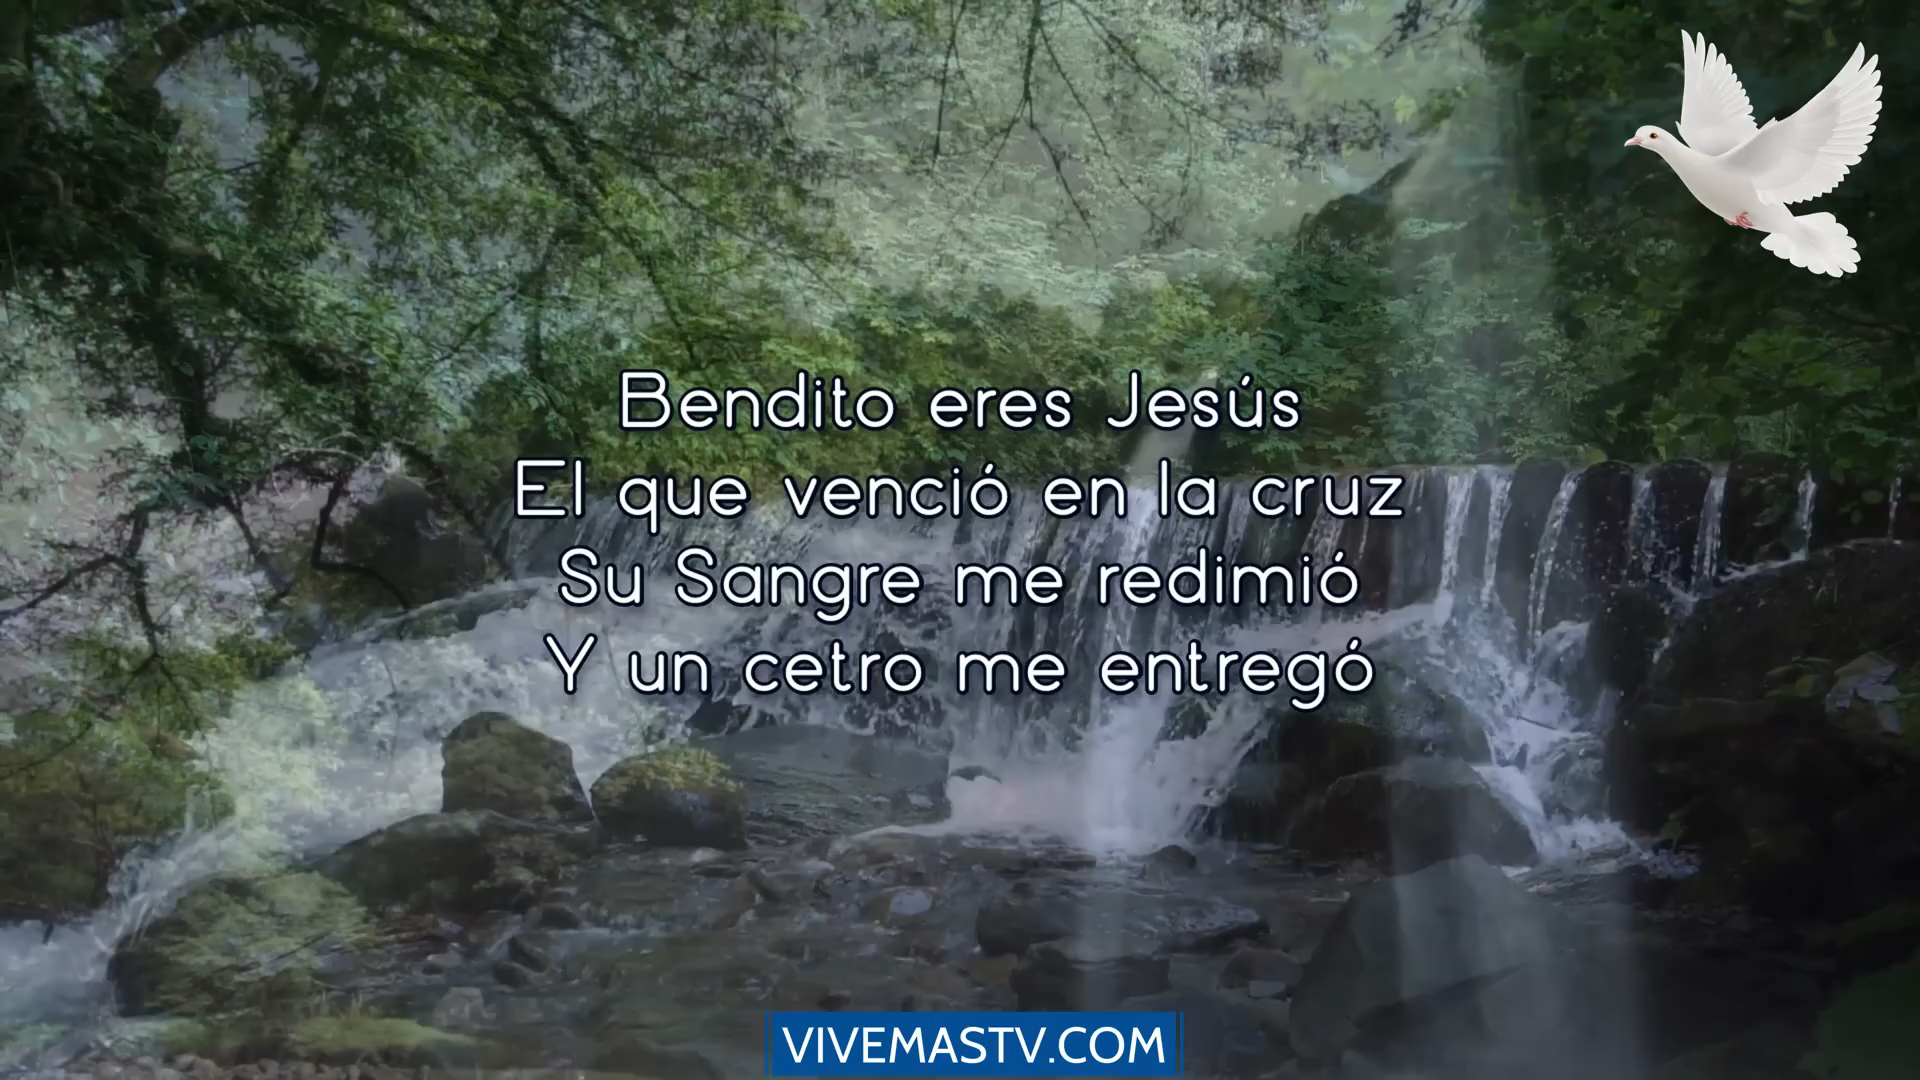 Bendito eres Jesús
El que venció en la cruz
Su Sangre me redimió
Y un cetro me entregó
VIVEMASTV.COM